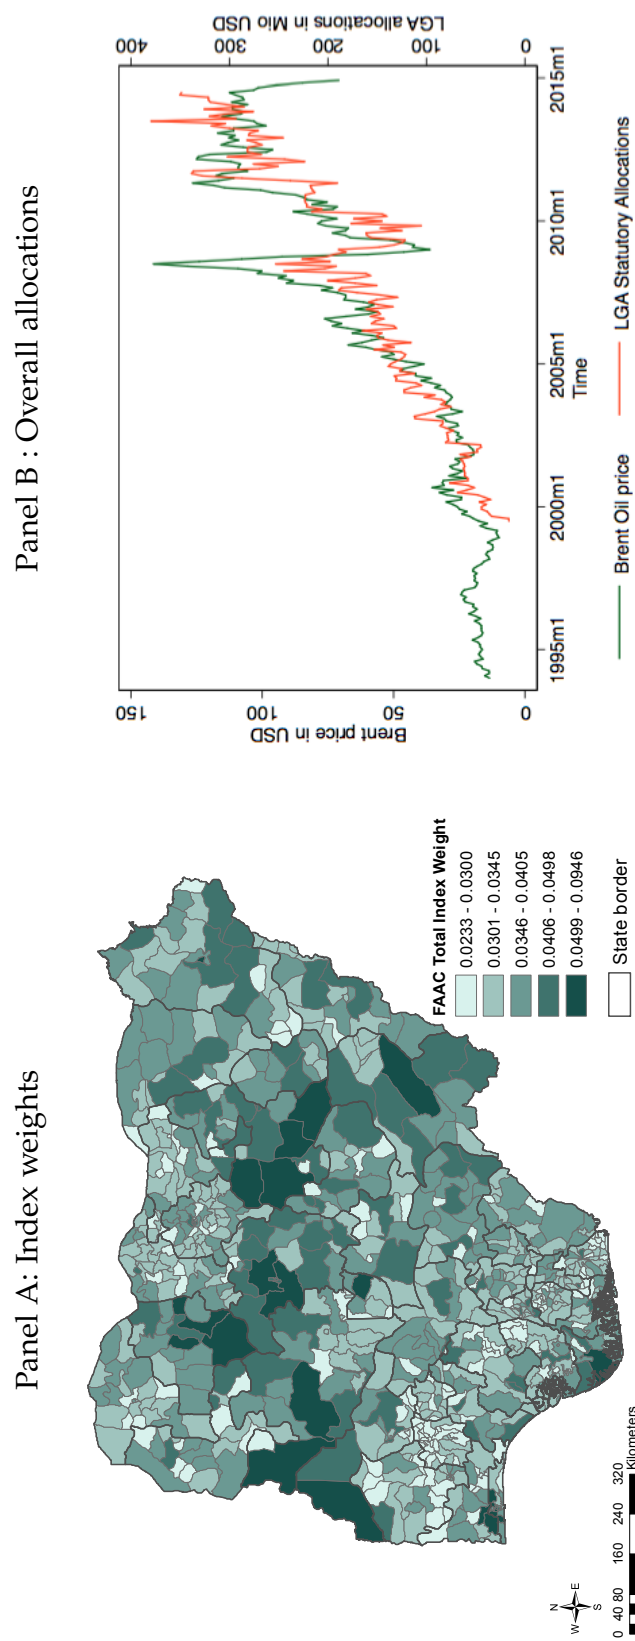 Panel A: Index weights
FAAC Total Index Weight
0.0233 - 0.0300
0.0301 - 0.0345
0.0346 - 0.0405
0.0406 - 0.0498
0.0499 - 0.0946
State border
N
W
E
S
0 40 80 160 240 320
Kilometers
Panel B : Overall allocations
Brent price in USD
0 50 100 150
LGA allocations in Mio USD
0 100 200 300 400
1995m1 2000m1 2005m1 2010m1 2015m1
Time
Brent Oil price
LGA Statutory Allocations